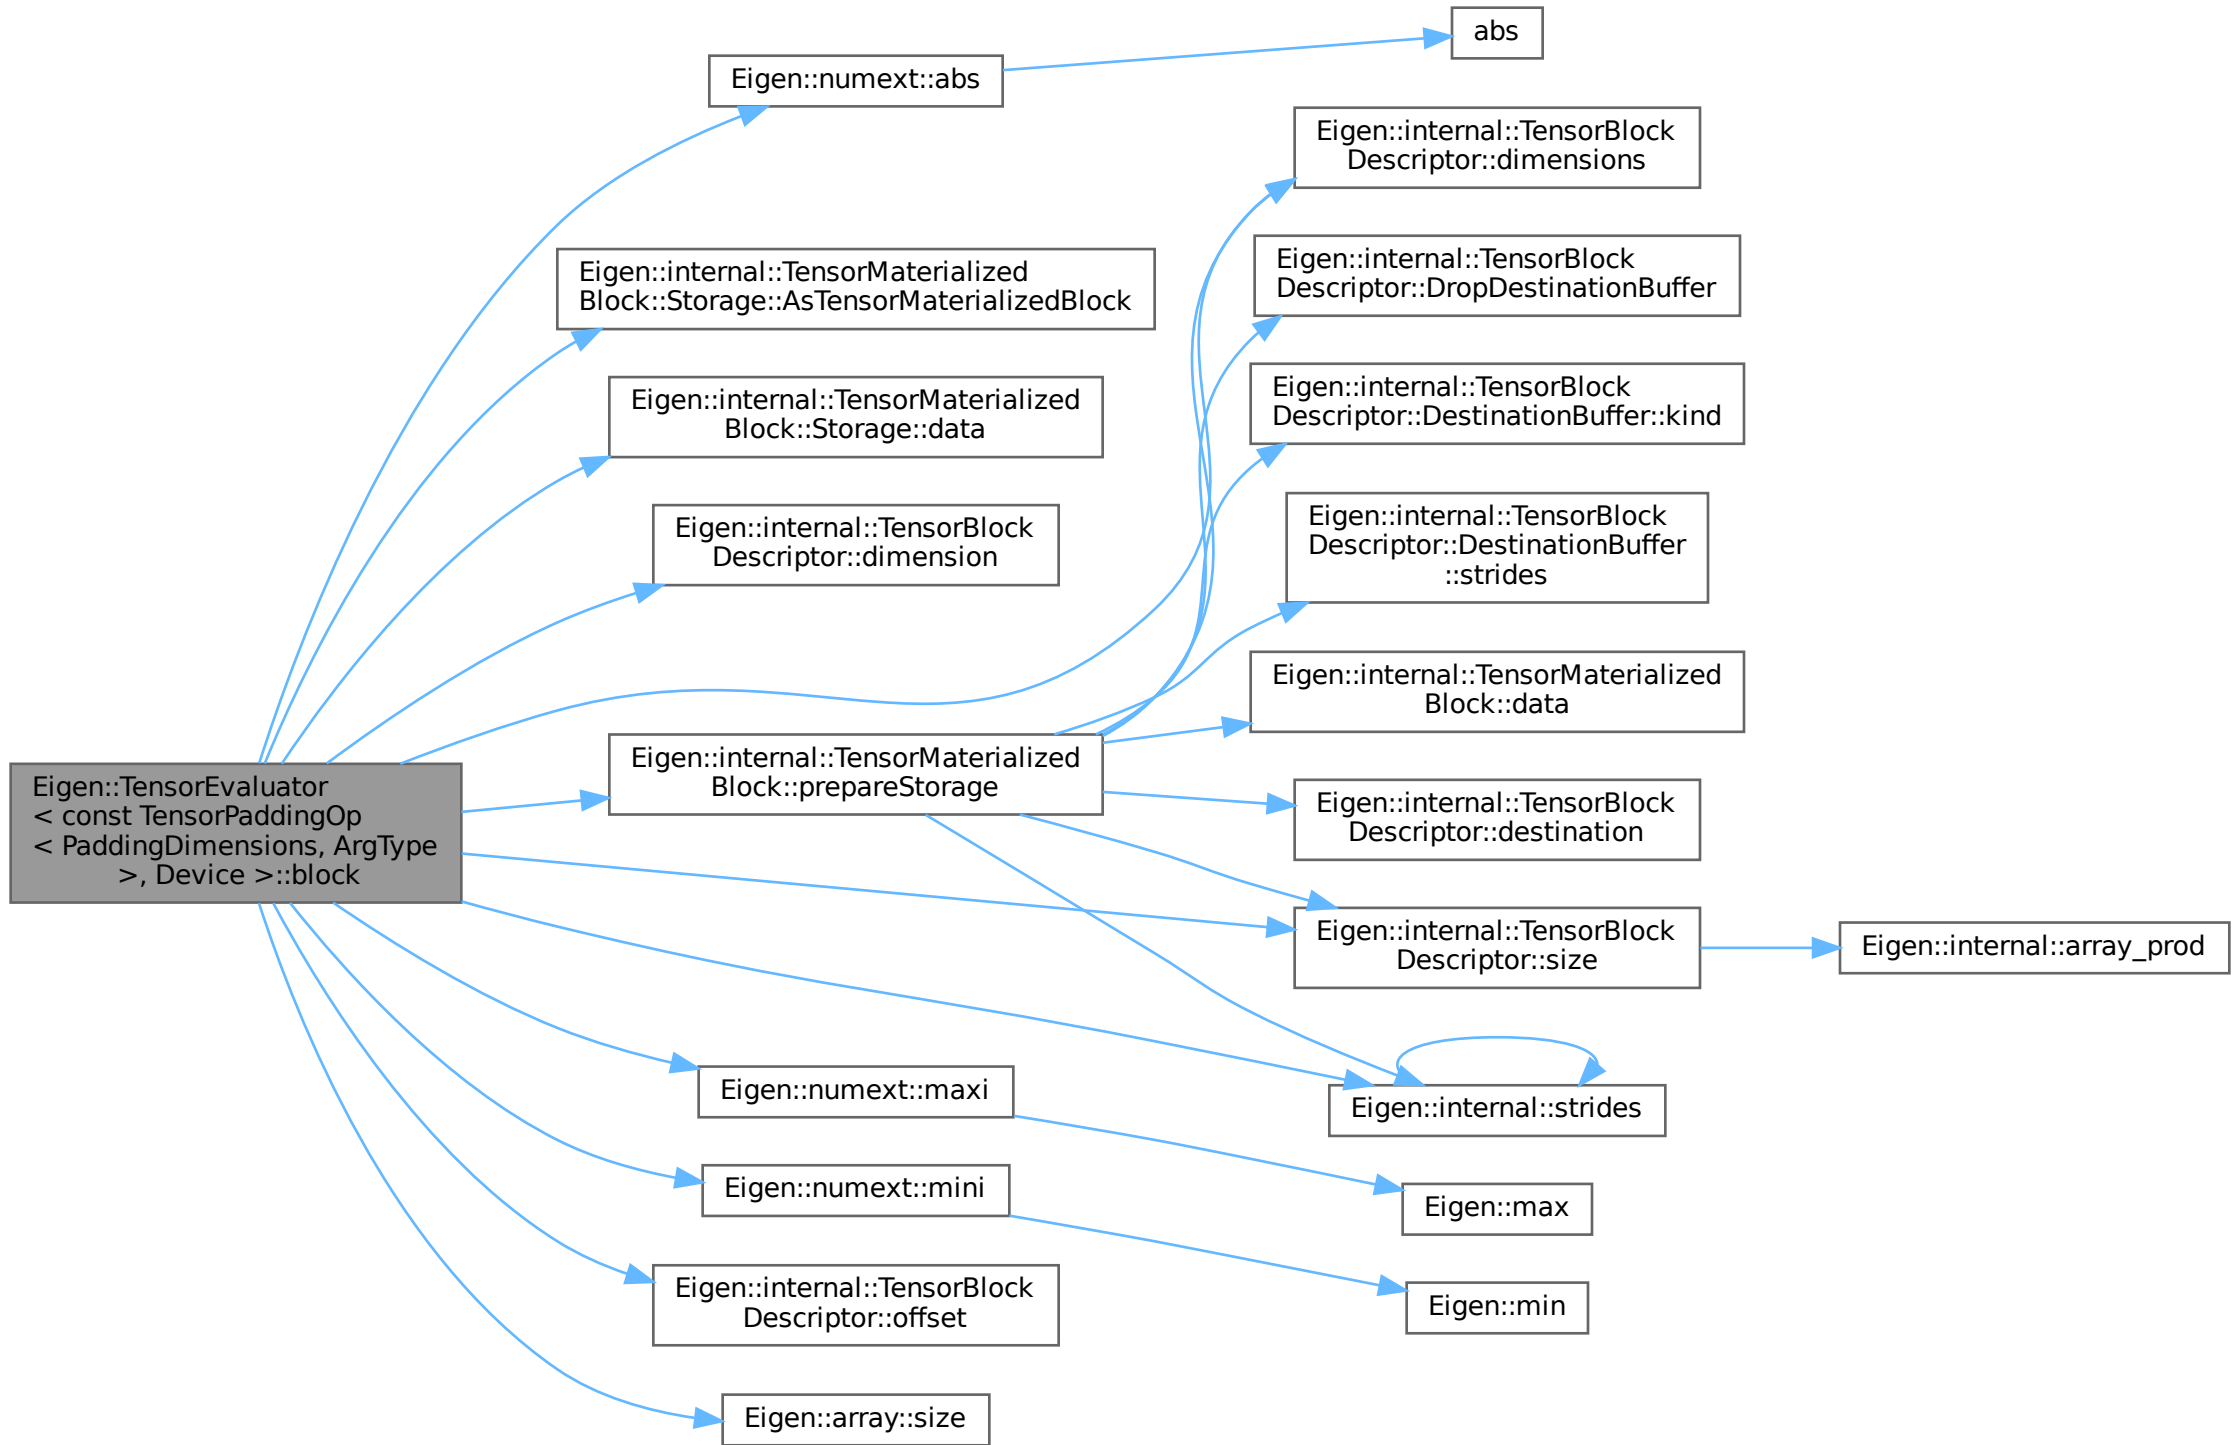 Eigen::TensorEvaluator
< const TensorPaddingOp
< PaddingDimensions, ArgType
>, Device >::block
Eigen::numext::abs
abs
Eigen::internal::TensorMaterialized
Block::Storage::AsTensorMaterializedBlock
Eigen::internal::TensorMaterialized
Block::Storage::data
Eigen::internal::TensorBlock
Descriptor::dimension
Eigen::internal::TensorBlock
Descriptor::dimensions
Eigen::internal::TensorMaterialized
Block::prepareStorage
Eigen::internal::TensorBlock
Descriptor::DropDestinationBuffer
Eigen::internal::TensorBlock
Descriptor::DestinationBuffer::kind
Eigen::internal::TensorBlock
Descriptor::DestinationBuffer
::strides
Eigen::internal::TensorMaterialized
Block::data
Eigen::internal::TensorBlock
Descriptor::destination
Eigen::internal::TensorBlock
Descriptor::size
Eigen::internal::array_prod
Eigen::internal::strides
Eigen::numext::maxi
Eigen::max
Eigen::numext::mini
Eigen::min
Eigen::internal::TensorBlock
Descriptor::offset
Eigen::array::size